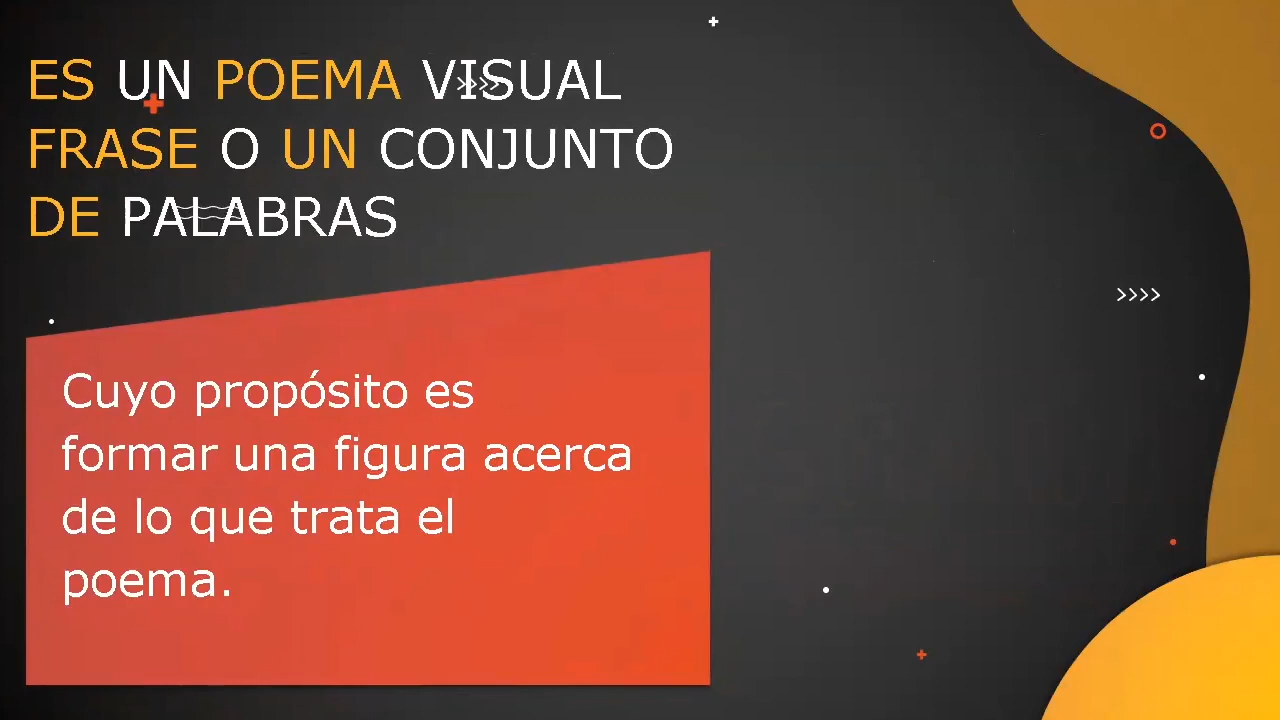 ES UN POEMA VISUAL
FRASE O UN CONJUNTO
DE PALABRAS
Cuyo propósito es
formar una figura acerca
de lo que trata el
poema.